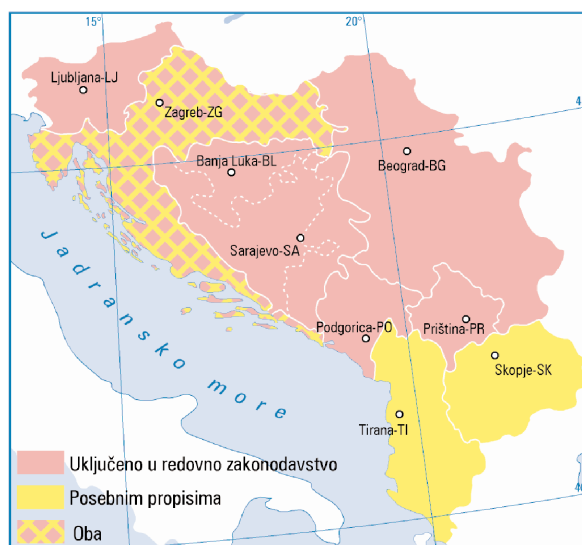 15°
20°
Ljubljana-LJ
Zagreb-ZG
Banja Luka-BL
Beograd-BG
Sarajevo-SA
Podgorica-PO
Priština-PR
Skopje-SK
Tirana-TI
Jadransko more
Uključeno u redovno zakonodavstvo
Posebnim propisima
Oba